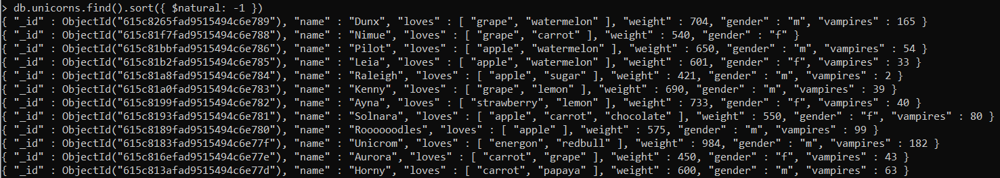 > db.unicorns.find().sort({ $natural: -1 })
{ "_id" : ObjectId("615c8265fad9515494c6e789"), "name" : "Dunx", "loves" : [ "grape", "watermelon" ], "weight" : 704, "gender" : "m", "vampires" : 165 }
{ "_id" : ObjectId("615c81f7fad9515494c6e788"), "name" : "Nimue", "loves" : [ "grape", "carrot" ], "weight" : 540, "gender" : "f" }
{ "_id" : ObjectId("615c81bbfad9515494c6e786"), "name" : "Pilot", "loves" : [ "apple", "watermelon" ], "weight" : 650, "gender" : "m", "vampires" : 54 }
{ "_id" : ObjectId("615c81b2fad9515494c6e785"), "name" : "Leia", "loves" : [ "apple", "watermelon" ], "weight" : 601, "gender" : "f", "vampires" : 33 }
{ "_id" : ObjectId("615c81a8fad9515494c6e784"), "name" : "Raleigh", "loves" : [ "apple", "sugar" ], "weight" : 421, "gender" : "m", "vampires" : 2 }
{ "_id" : ObjectId("615c81a0fad9515494c6e783"), "name" : "Kenny", "loves" : [ "grape", "lemon" ], "weight" : 690, "gender" : "m", "vampires" : 39 }
{ "_id" : ObjectId("615c8199fad9515494c6e782"), "name" : "Ayna", "loves" : [ "strawberry", "lemon" ], "weight" : 733, "gender" : "f", "vampires" : 40 }
{ "_id" : ObjectId("615c8193fad9515494c6e781"), "name" : "Solnara", "loves" : [ "apple", "carrot", "chocolate" ], "weight" : 550, "gender" : "f", "vampires" : 80 }
{ "_id" : ObjectId("615c8189fad9515494c6e780"), "name" : "Roooooodles", "loves" : [ "apple" ], "weight" : 575, "gender" : "m", "vampires" : 99 }
{ "_id" : ObjectId("615c8183fad9515494c6e77f"), "name" : "Unicrom", "loves" : [ "energon", "redbull" ], "weight" : 984, "gender" : "m", "vampires" : 182 }
{ "_id" : ObjectId("615c816efad9515494c6e77e"), "name" : "Aurora", "loves" : [ "carrot", "grape" ], "weight" : 450, "gender" : "f", "vampires" : 43 }
{ "_id" : ObjectId("615c813afad9515494c6e77d"), "name" : "Horny", "loves" : [ "carrot", "papaya" ], "weight" : 600, "gender" : "m", "vampires" : 63 }